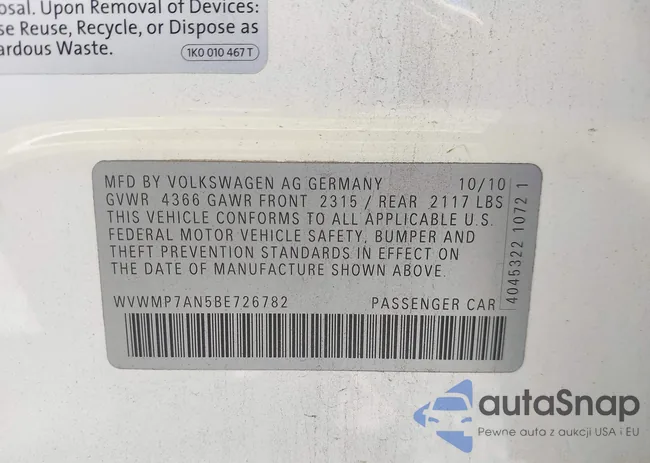 osal. Upon Removal of Devices:
se Reuse, Recycle, or Dispose as
ardous Waste.
1K0 010 467 T
MFD BY VOLKSWAGEN AG GERMANY 10/10
GVWR 4366 GAWR FRONT 2315 / REAR 2117 LBS
THIS VEHICLE CONFORMS TO ALL APPLICABLE U.S.
FEDERAL MOTOR VEHICLE SAFETY, BUMPER AND
THEFT PREVENTION STANDARDS IN EFFECT ON
THE DATE OF MANUFACTURE SHOWN ABOVE.
WVWMP7AN5BE726782 PASSENGER CAR
4045322 1072 1
autaSnap
Pewne auta z aukcji USA i EU